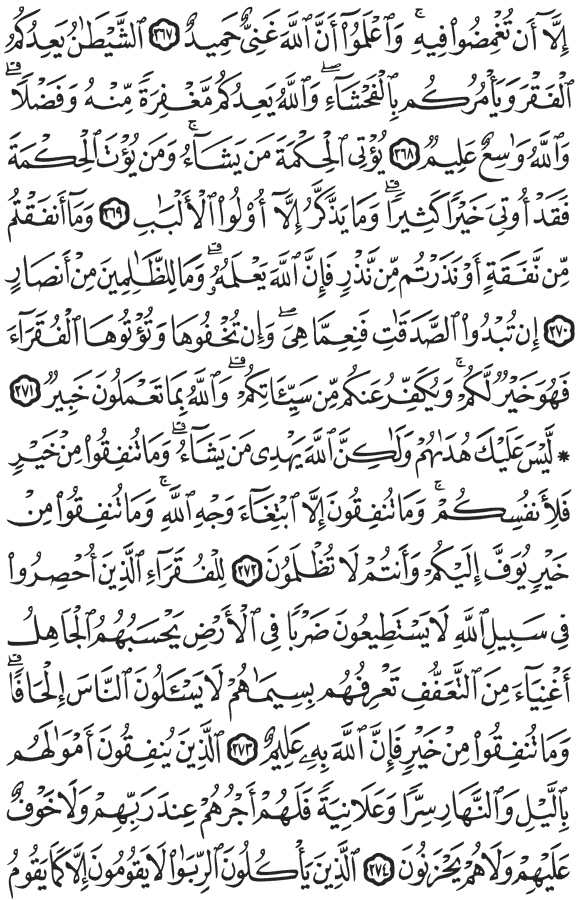 إِلَّآ أَن تُغْمِضُوا۟ فِيهِ ۚ وَٱعْلَمُوٓا۟ أَنَّ ٱللَّهَ غَنِىٌّ حَمِيدٌ ٢٦٧ ٱلشَّيْطَـٰنُ يَعِدُكُمُ
ٱلْفَقْرَ وَيَأْمُرُكُم بِٱلْفَحْشَآءِ ۖ وَٱللَّهُ يَعِدُكُم مَّغْفِرَةً مِّنْهُ وَفَضْلًا ۗ
وَٱللَّهُ وَٰسِعٌ عَلِيمٌ ٢٦٨ يُؤْتِى ٱلْحِكْمَةَ مَن يَشَآءُ ۚ وَمَن يُؤْتَ ٱلْحِكْمَةَ
فَقَدْ أُوتِىَ خَيْرًا كَثِيرًا ۗ وَمَا يَذَّكَّرُ إِلَّآ أُو۟لُوا۟ ٱلْأَلْبَـٰبِ ٢٦٩ وَمَآ أَنفَقْتُم
مِّن نَّفَقَةٍ أَوْ نَذَرْتُم مِّن نَّذْرٍ فَإِنَّ ٱللَّهَ يَعْلَمُهُۥ ۗ وَمَا لِلظَّـٰلِمِينَ مِنْ أَنصَارٍ
٢٧٠ إِن تُبْدُوا۟ ٱلصَّدَقَـٰتِ فَنِعِمَّا هِىَ ۖ وَإِن تُخْفُوهَا وَتُؤْتُوهَا ٱلْفُقَرَآءَ
فَهُوَ خَيْرٌ لَّكُمْ ۚ وَيُكَفِّرُ عَنكُم مِّن سَيِّـَٔاتِكُمْ ۗ وَٱللَّهُ بِمَا تَعْمَلُونَ خَبِيرٌ ٢٧١
* لَّيْسَ عَلَيْكَ هُدَىٰهُمْ وَلَـٰكِنَّ ٱللَّهَ يَهْدِى مَن يَشَآءُ ۗ وَمَا تُنفِقُوا۟ مِنْ خَيْرٍ
فَلِأَنفُسِكُمْ ۚ وَمَا تُنفِقُونَ إِلَّا ٱبْتِغَآءَ وَجْهِ ٱللَّهِ ۚ وَمَا تُنفِقُوا۟ مِنْ
خَيْرٍ يُوَفَّ إِلَيْكُمْ وَأَنتُمْ لَا تُظْلَمُونَ ٢٧٢ لِلْفُقَرَآءِ ٱلَّذِينَ أُحْصِرُوا۟
فِى سَبِيلِ ٱللَّهِ لَا يَسْتَطِيعُونَ ضَرْبًا فِى ٱلْأَرْضِ يَحْسَبُهُمُ ٱلْجَاهِلُ
أَغْنِيَآءَ مِنَ ٱلتَّعَفُّفِ تَعْرِفُهُم بِسِيمَـٰهُمْ لَا يَسْـَٔلُونَ ٱلنَّاسَ إِلْحَافًا ۗ
وَمَا تُنفِقُوا۟ مِنْ خَيْرٍ فَإِنَّ ٱللَّهَ بِهِۦ عَلِيمٌ ٢٧٣ ٱلَّذِينَ يُنفِقُونَ أَمْوَٰلَهُم
بِٱلَّيْلِ وَٱلنَّهَارِ سِرًّا وَعَلَانِيَةً فَلَهُمْ أَجْرُهُمْ عِندَ رَبِّهِمْ وَلَا خَوْفٌ
عَلَيْهِمْ وَلَا هُمْ يَحْزَنُونَ ٢٧٤ ٱلَّذِينَ يَأْكُلُونَ ٱلرِّبَوٰا۟ لَا يَقُومُونَ إِلَّا كَمَا يَقُومُ